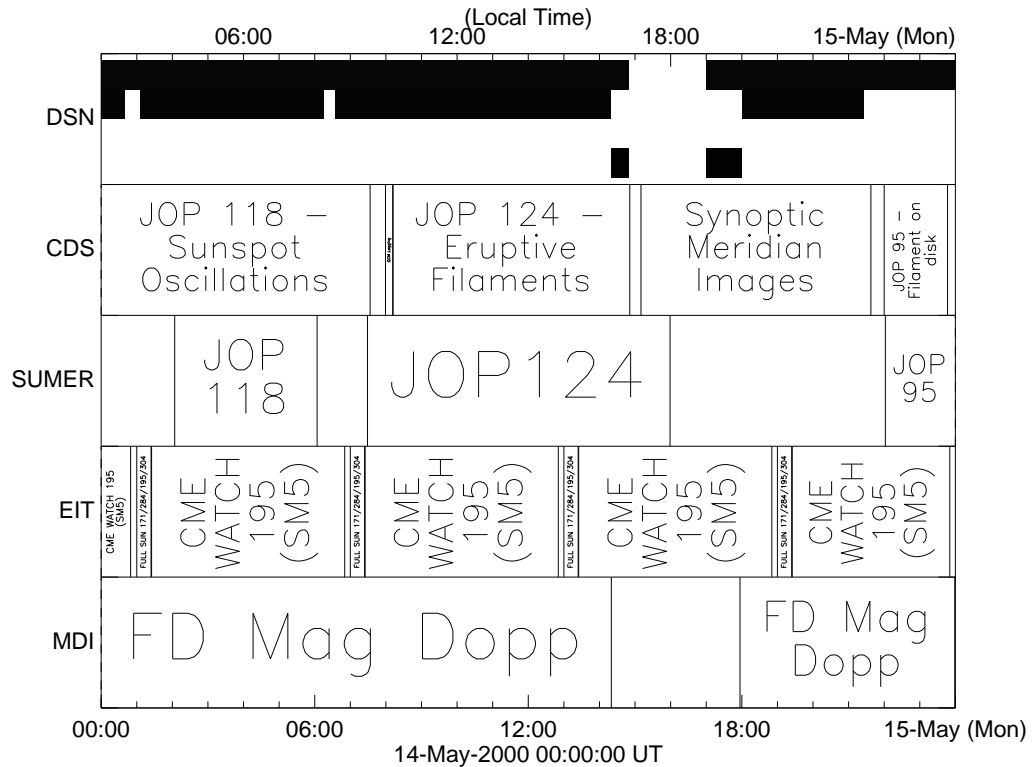 (Local Time)
06:00 12:00 18:00 15-May (Mon)
DSN
CDS
JOP 118 –
Sunspot
Oscillations
JOP 124 –
Eruptive
Filaments
Synoptic
Meridian
Images
JOP 95 –
Filament on
disk
SUMER
JOP
118
JOP124
JOP
95
EIT
CME WATCH 195
(SM5)
FULL SUN 171/284/195/304
CME
WATCH
195
(SM5)
FULL SUN 171/284/195/304
CME
WATCH
195
(SM5)
FULL SUN 171/284/195/304
CME
WATCH
195
(SM5)
FULL SUN 171/284/195/304
CME
WATCH
195
(SM5)
MDI
FD Mag Dopp
FD Mag
Dopp
00:00 06:00 12:00 18:00 15-May (Mon)
14-May-2000 00:00:00 UT